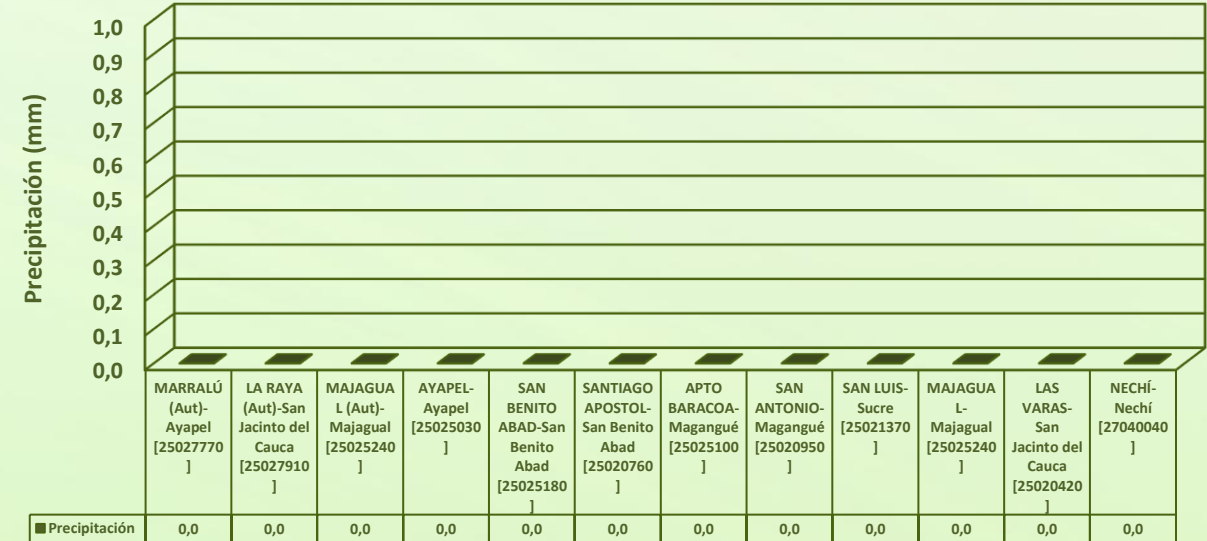 Precipitación (mm)
1,0
0,9
0,8
0,7
0,6
0,5
0,4
0,3
0,2
0,1
0,0
MARRALÚ
(Aut)-
Ayapel
[25027770
]
LA RAYA
(Aut)-San
Jacinto del
Cauca
[25027910
]
MAJAGUA
L (Aut)-
Majagual
[25025240
]
AYAPEL-
Ayapel
[25025030
]
SAN
BENITO
ABAD-San
Benito
Abad
[25025180
]
SANTIAGO
APOSTOL-
San Benito
Abad
[25020760
]
APTO
BARACOA-
Magangué
[25025100
]
SAN
ANTONIO-
Magangué
[25020950
]
SAN LUIS-
Sucre
[25021370
]
MAJAGUA
L-
Majagual
[25025240
]
LAS
VARAS-
San
Jacinto del
Cauca
[25020420
]
NECHÍ-
Nechí
[27040040
]
Precipitación 0,0 0,0 0,0 0,0 0,0 0,0 0,0 0,0 0,0 0,0 0,0 0,0